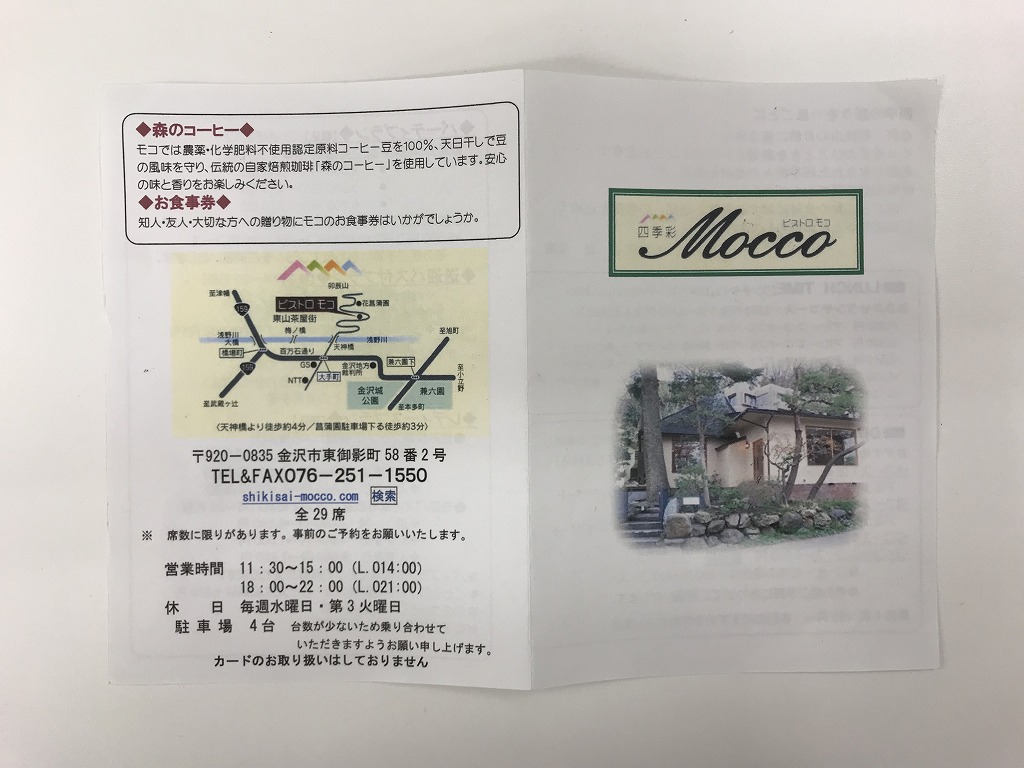 ◆森のコーヒー◆
モコでは農薬・化学肥料不使用認定原料コーヒー豆を100%、天日干しで豆
の風味を守り、伝統の自家焙煎珈琲「森のコーヒー」を使用しています。安心
の味と香りをお楽しみください。
◆お食事券◆
知人・友人・大切な方への贈り物にモコのお食事券はいかがでしょうか。
卯辰山
至津幡
159
ビストロ モコ
花菖蒲園
東山茶屋街
浅野川
大橋
梅ノ橋
天神橋
浅野川
至旭町
橋場町
百万石通り
兼六園下
159
GS
大手町
金沢地方
裁判所
至小立野
NTT
金沢城
公園
兼六園
至武蔵ヶ辻
至本多町
〈天神橋より徒歩約4分／菖蒲園駐車場下る徒歩約3分〉
〒920－0835 金沢市東御影町 58 番 2 号
TEL&FAX076－251－1550
shikisai-mocco.com 検索
全 29 席
※ 席数に限りがあります。事前のご予約をお願いいたします。
営業時間 11：30～15：00（L.O14:00）
18：00～22：00（L.O21:00）
休 日 毎週水曜日・第 3 火曜日
駐 車 場 4 台 台数が少ないため乗り合わせて
いただきますようお願い申し上げます。
カードのお取り扱いはしておりません
四季彩
ビストロ モコ
Mocco